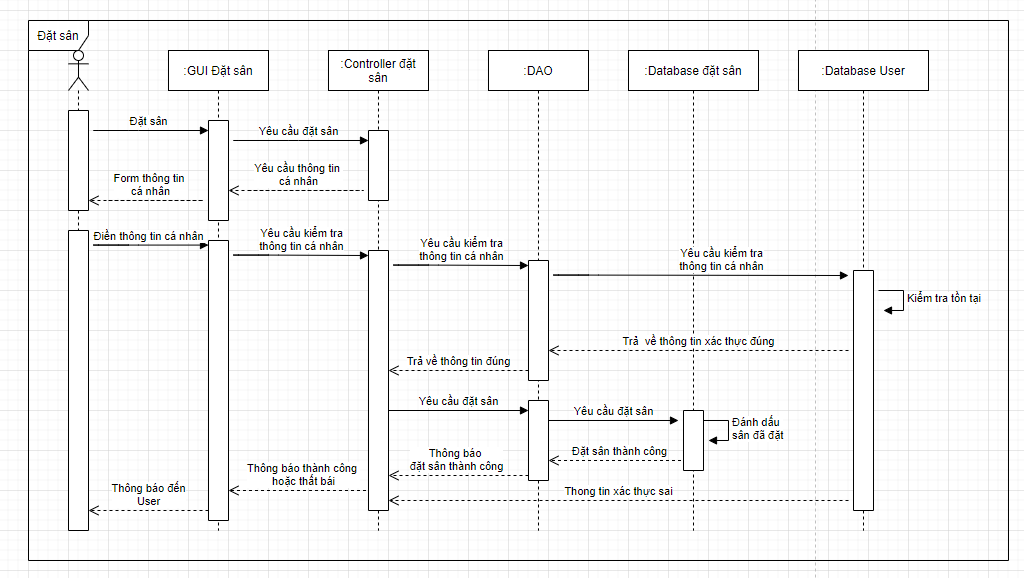 Đặt sân
:GUI Đặt sân
:Controller đặt
sân
:DAO
:Database đặt sân
:Database User
Đặt sân
Yêu cầu đặt sân
Yêu cầu thông tin
cá nhân
Form thông tin
cá nhân
Điền thông tin cá nhân
Yêu cầu kiểm tra
thông tin cá nhân
Yêu cầu kiểm tra
thông tin cá nhân
Yêu cầu kiểm tra
thông tin cá nhân
Kiểm tra tồn tại
Trả về thông tin xác thực đúng
Trả về thông tin đúng
Yêu cầu đặt sân
Yêu cầu đặt sân
Đánh dấu
sân đã đặt
Đặt sân thành công
Thông báo
đặt sân thành công
Thông báo thành công
hoặc thất bái
Thong tin xác thực sai
Thông báo đến
User